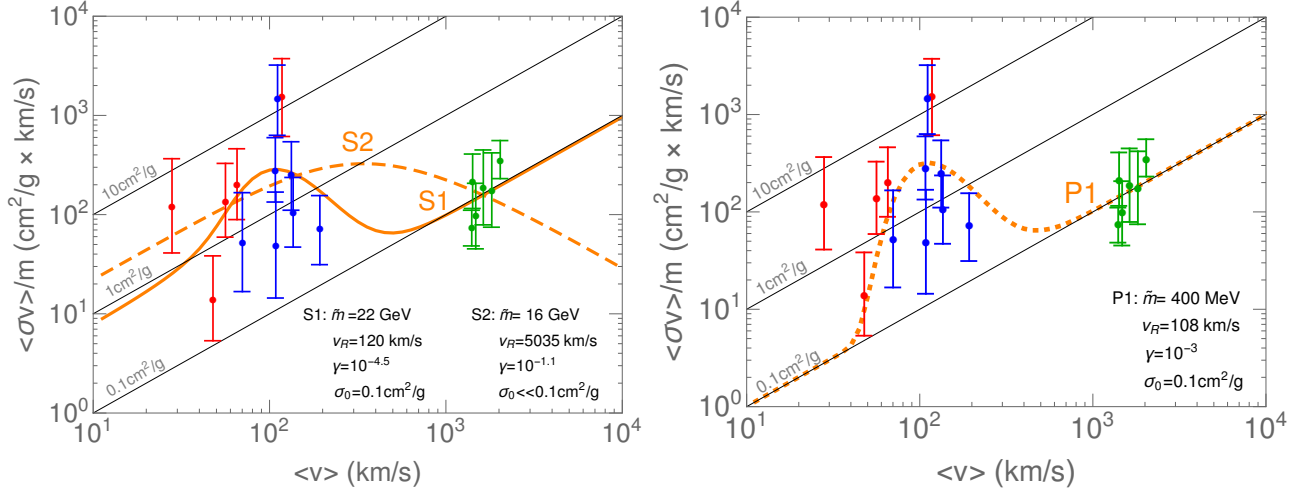 <σv>/m (cm²/g × km/s)
10⁴
10³
10²
10¹
10⁰
10cm²/g
1cm²/g
0.1cm²/g
S2
S1
S1: m̃ =22 GeV
v_R=120 km/s
γ=10⁻⁴·⁵
σ₀=0.1cm²/g
S2: m̃= 16 GeV
v_R=5035 km/s
γ=10⁻¹·¹
σ₀<<0.1cm²/g
10¹ 10² 10³ 10⁴
<v> (km/s)
<σv>/m (cm²/g × km/s)
10⁴
10³
10²
10¹
10⁰
10cm²/g
1cm²/g
0.1cm²/g
P1
P1: m̃= 400 MeV
v_R=108 km/s
γ=10⁻³
σ₀=0.1cm²/g
10¹ 10² 10³ 10⁴
<v> (km/s)